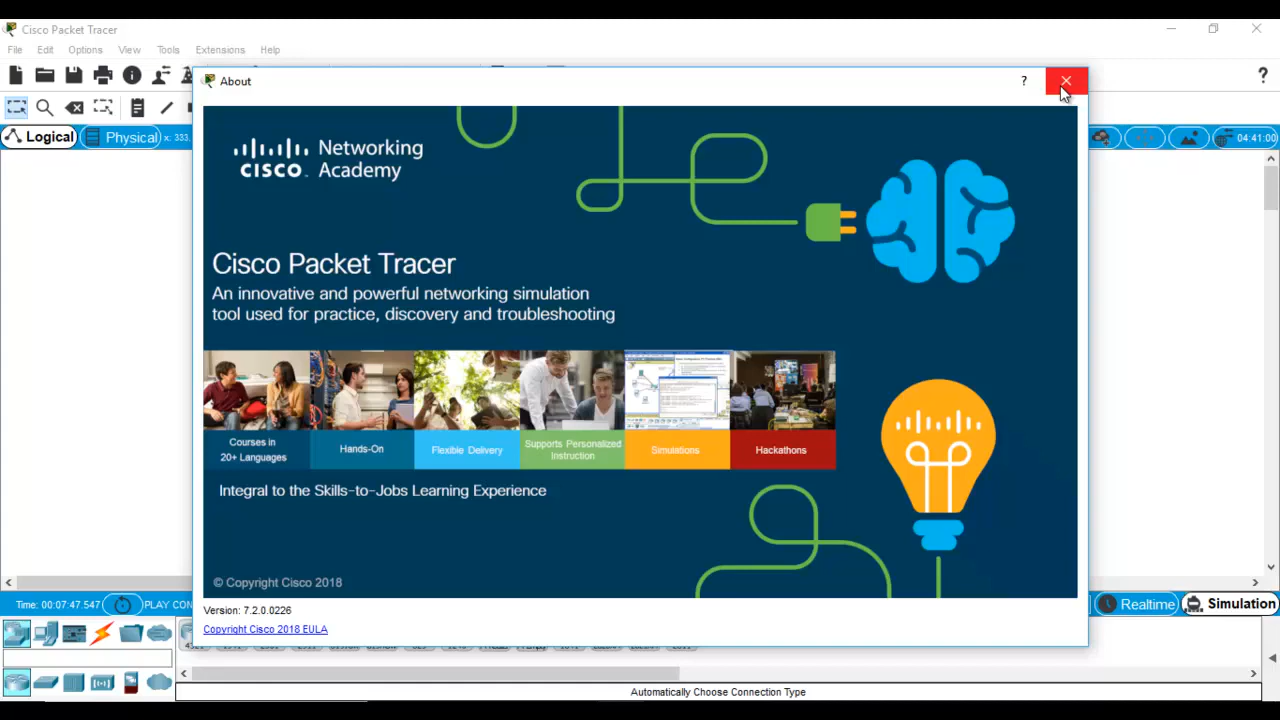 Cisco Packet Tracer
File Edit Options View Tools Extensions Help
About
?
?
Logical
Physical
x: 333,
04:41:00
cisco
Networking
Academy
Cisco Packet Tracer
An innovative and powerful networking simulation
tool used for practice, discovery and troubleshooting
Courses in
20+ Languages
Hands-On
Flexible Delivery
Supports Personalized
Instruction
Simulations
Hackathons
Integral to the Skills-to-Jobs Learning Experience
© Copyright Cisco 2018
Version: 7.2.0.0226
Copyright Cisco 2018 EULA
Time: 00:07:47.547
PLAY CON
Realtime
Simulation
Automatically Choose Connection Type